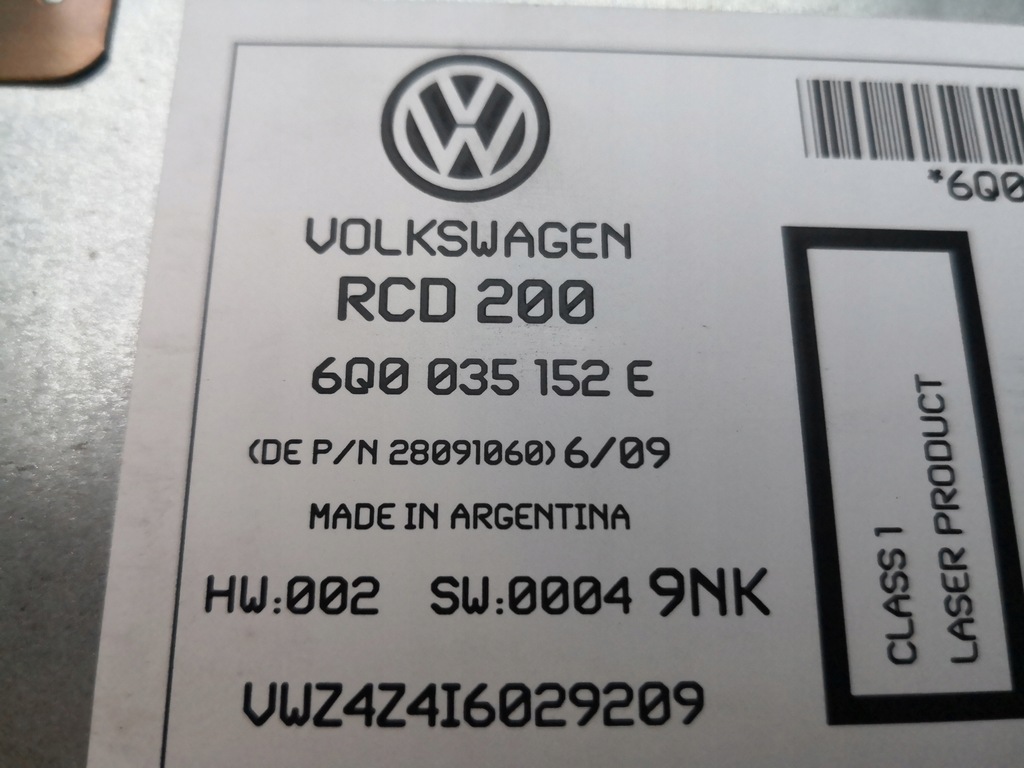 VOLKSWAGEN
RCD 200
6Q0 035 152 E
(DE P/N 28091060) 6/09
MADE IN ARGENTINA
HW:002 SW:0004 9NK
VWZ4Z4I6029209
*6Q0
CLASS 1
LASER PRODUCT